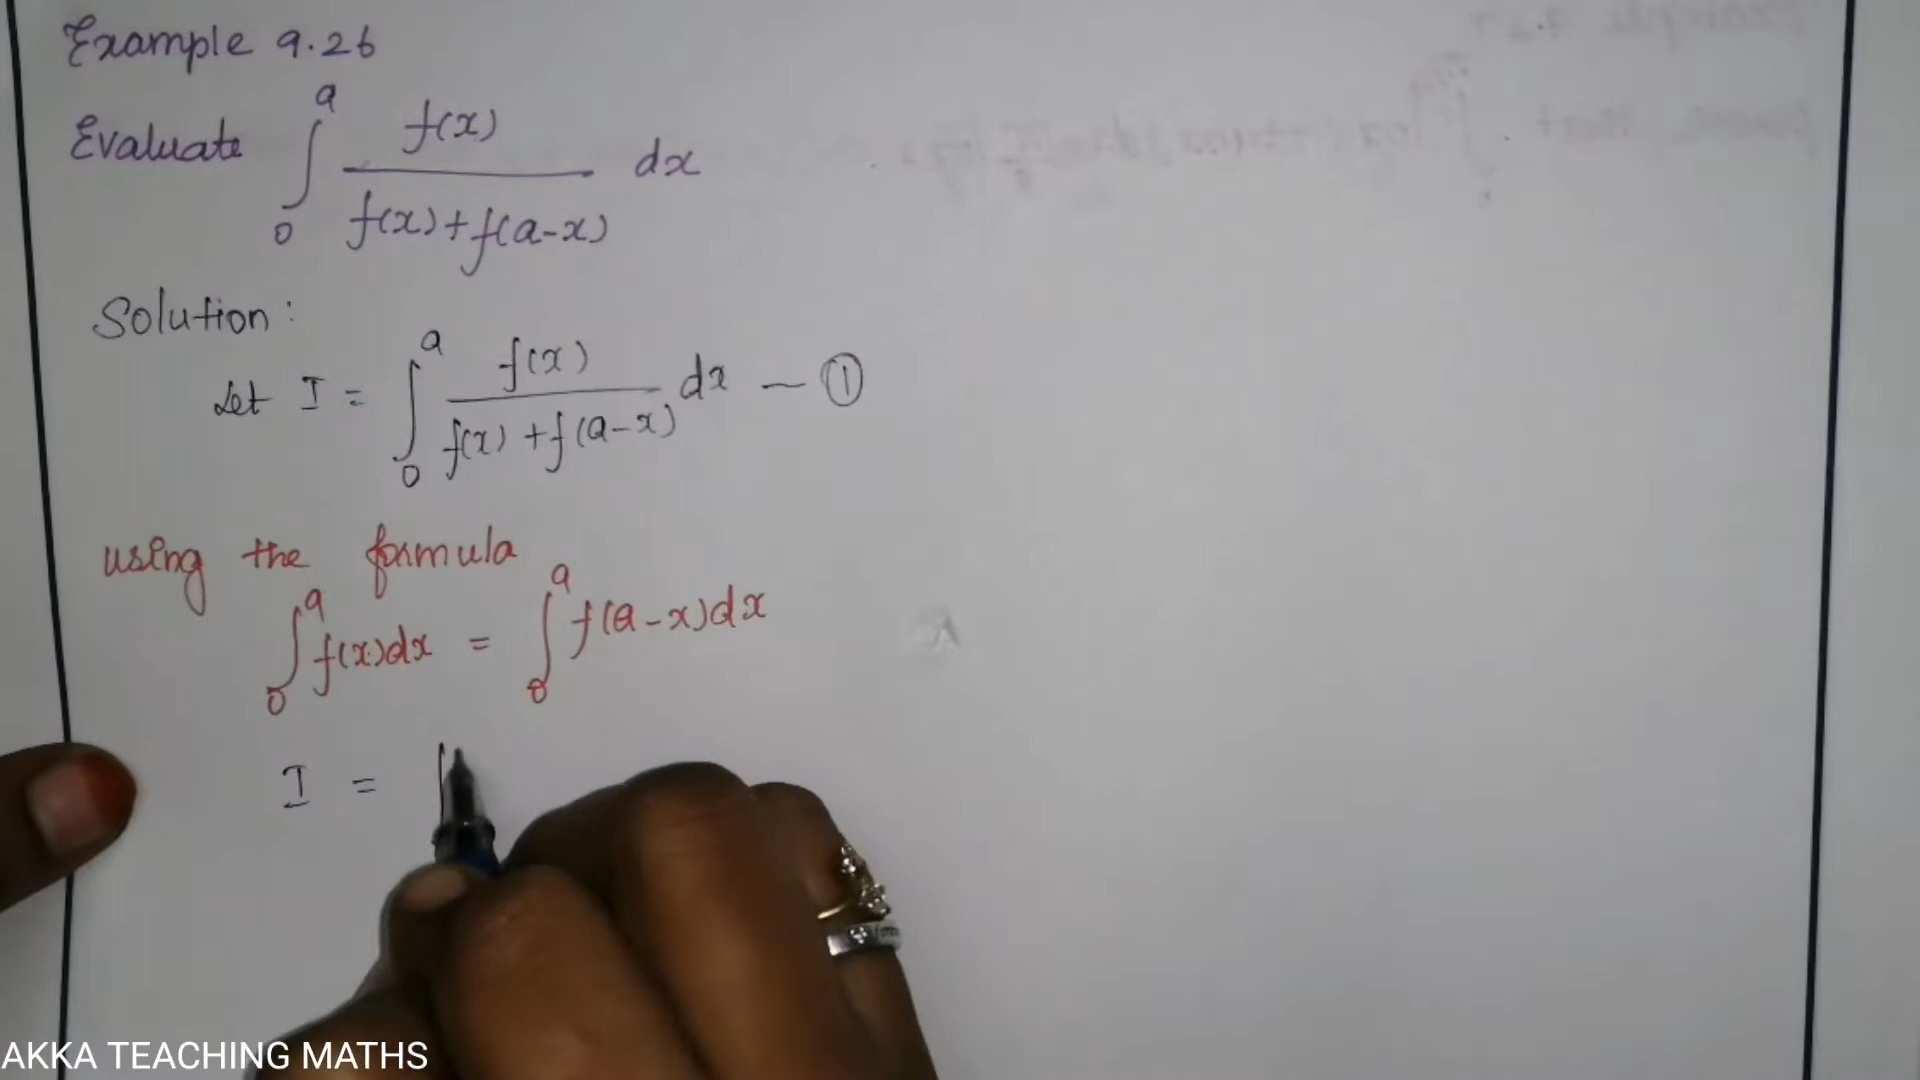 Example 9.26
Evaluate ∫₀ᵃ f(x) / (f(x)+f(a-x)) dx
Solution:
Let I = ∫₀ᵃ f(x) / (f(x)+f(a-x)) dx — ①
using the formula
∫₀ᵃ f(x)dx = ∫₀ᵃ f(a-x)dx
I = ∫
AKKA TEACHING MATHS